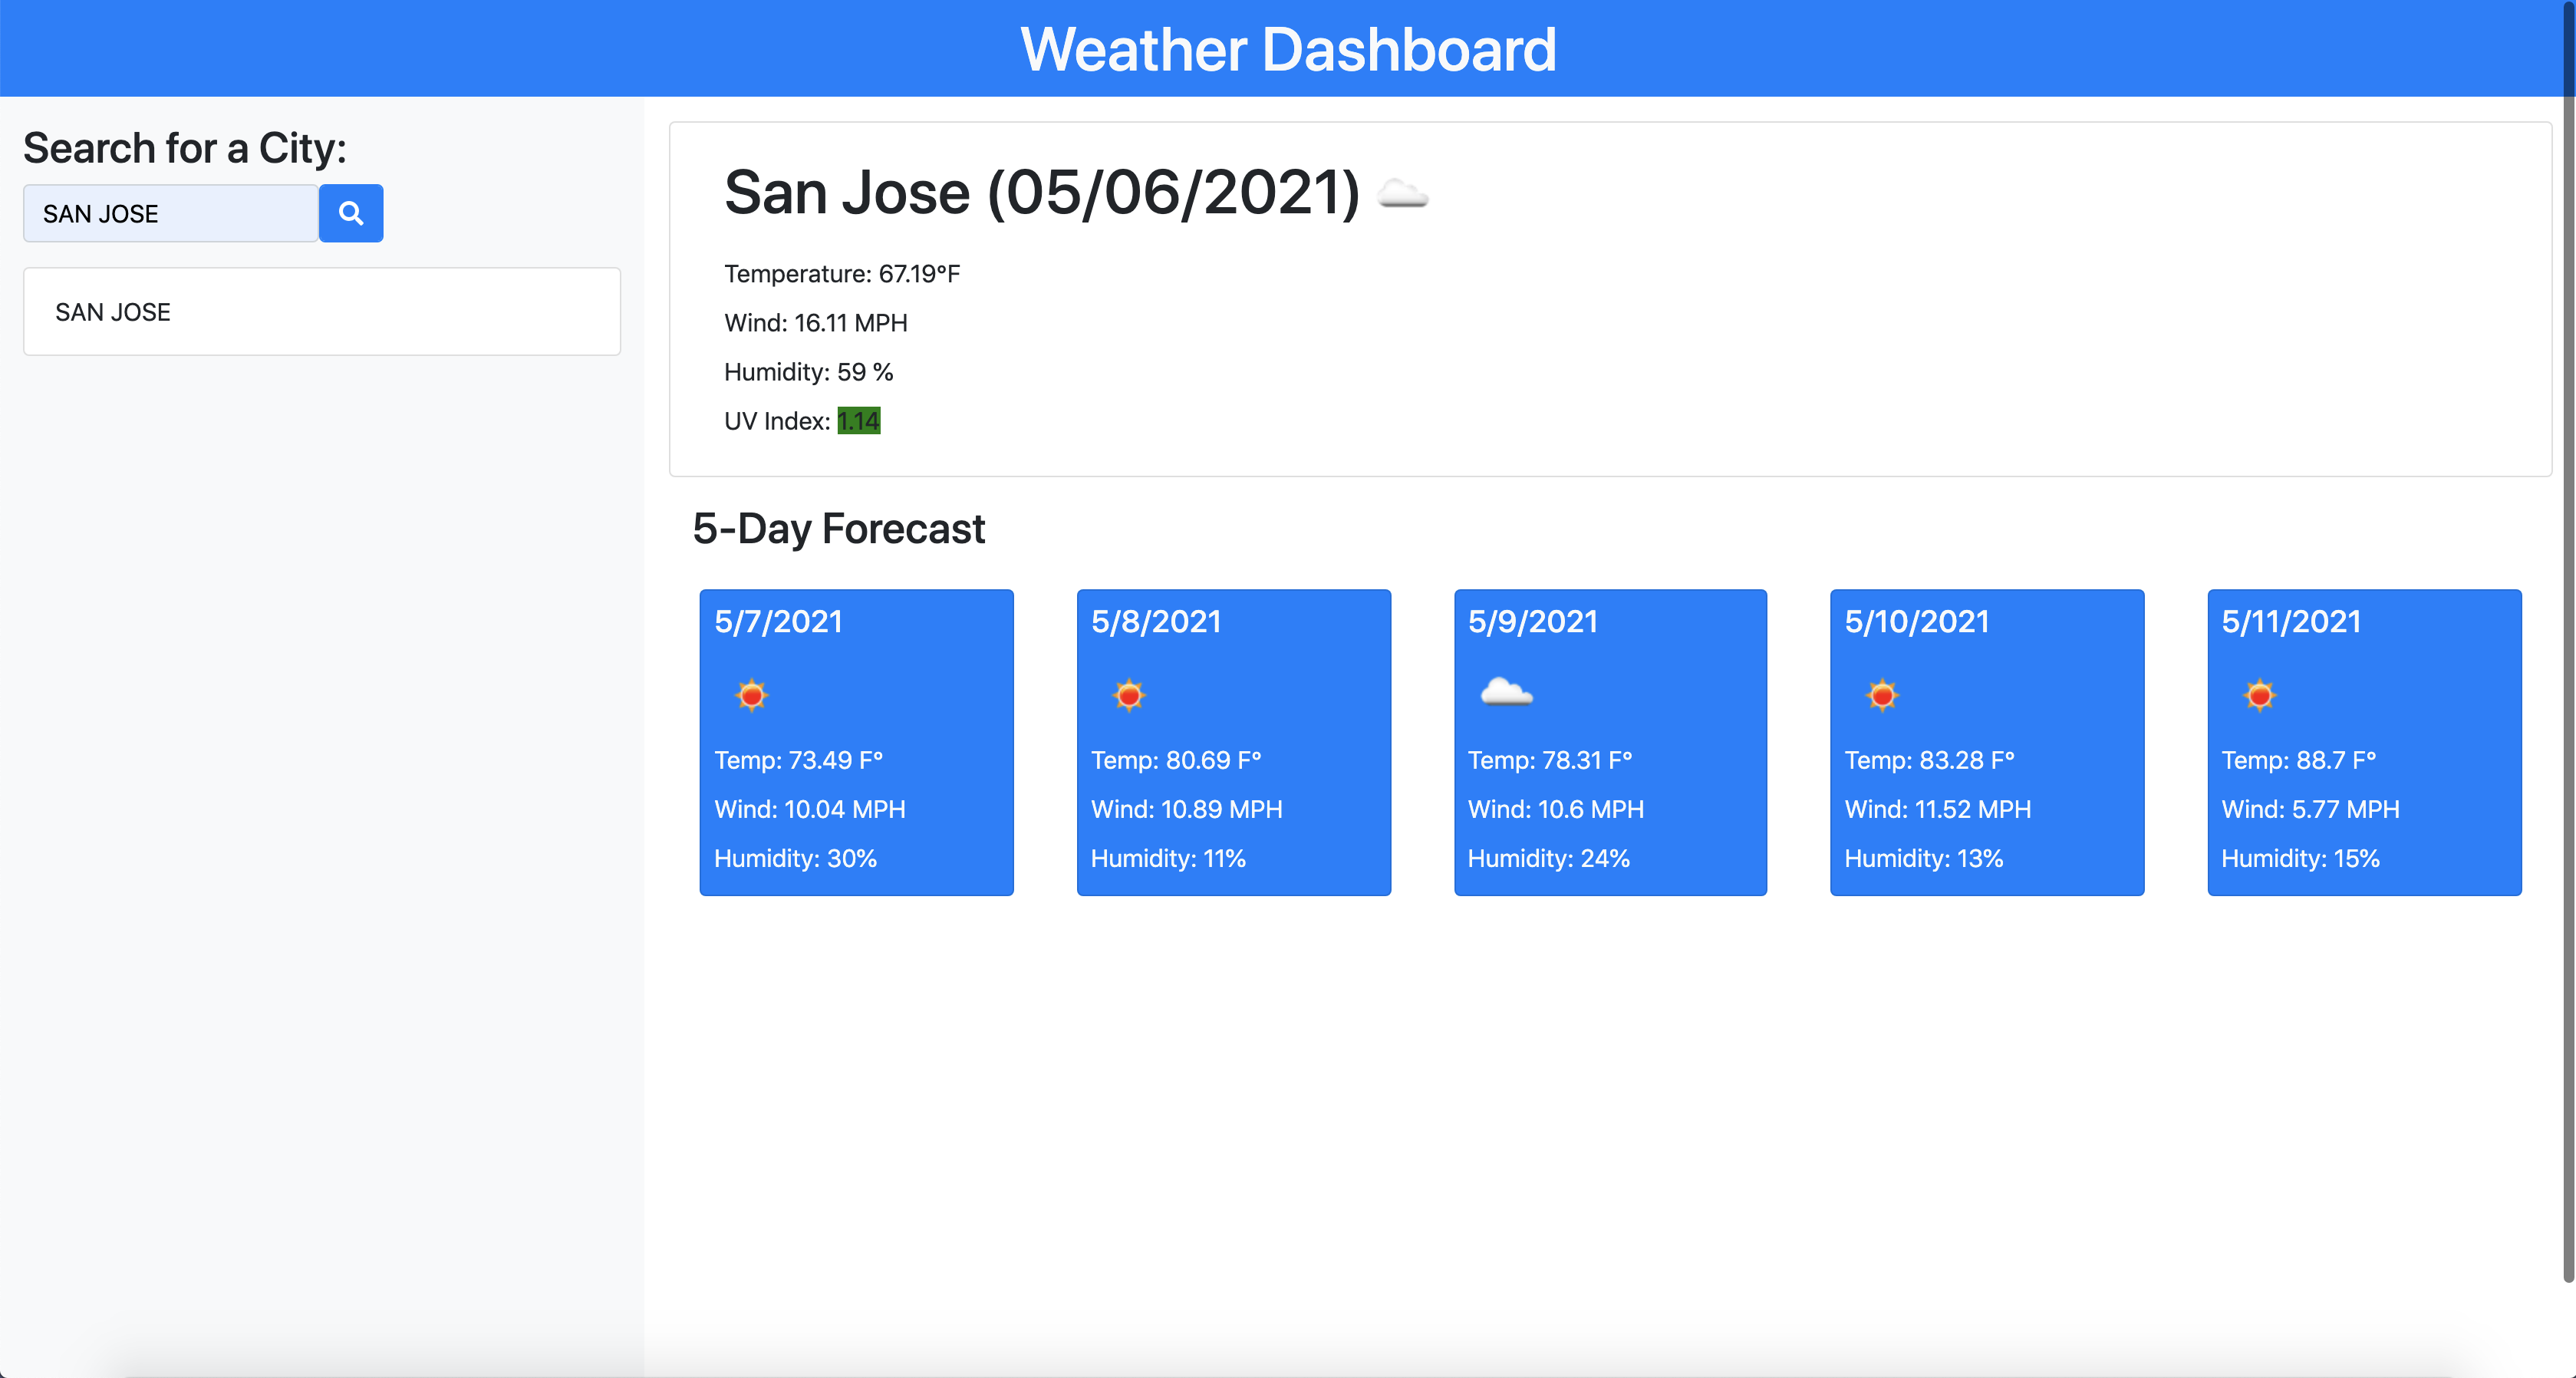 Weather Dashboard
Search for a City:
SAN JOSE
SAN JOSE
San Jose (05/06/2021)
Temperature: 67.19°F
Wind: 16.11 MPH
Humidity: 59 %
UV Index: 1.14
5-Day Forecast
5/7/2021
Temp: 73.49 F°
Wind: 10.04 MPH
Humidity: 30%
5/8/2021
Temp: 80.69 F°
Wind: 10.89 MPH
Humidity: 11%
5/9/2021
Temp: 78.31 F°
Wind: 10.6 MPH
Humidity: 24%
5/10/2021
Temp: 83.28 F°
Wind: 11.52 MPH
Humidity: 13%
5/11/2021
Temp: 88.7 F°
Wind: 5.77 MPH
Humidity: 15%